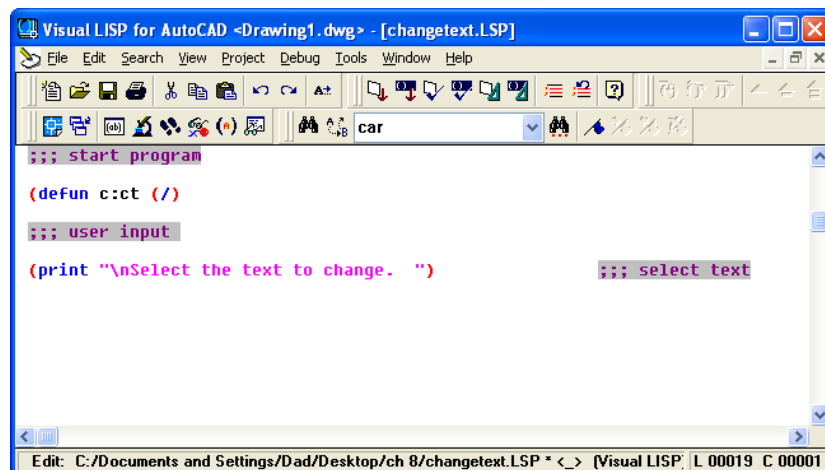 Visual LISP for AutoCAD <Drawing1.dwg> - [changetext.LSP]
File Edit Search View Project Debug Tools Window Help
car
;;; start program
(defun c:ct (/)
;;; user input
(print "\nSelect the text to change.  ") ;;; select text
Edit: C:/Documents and Settings/Dad/Desktop/ch 8/changetext.LSP * <_> (Visual LISP L 00019 C 00001